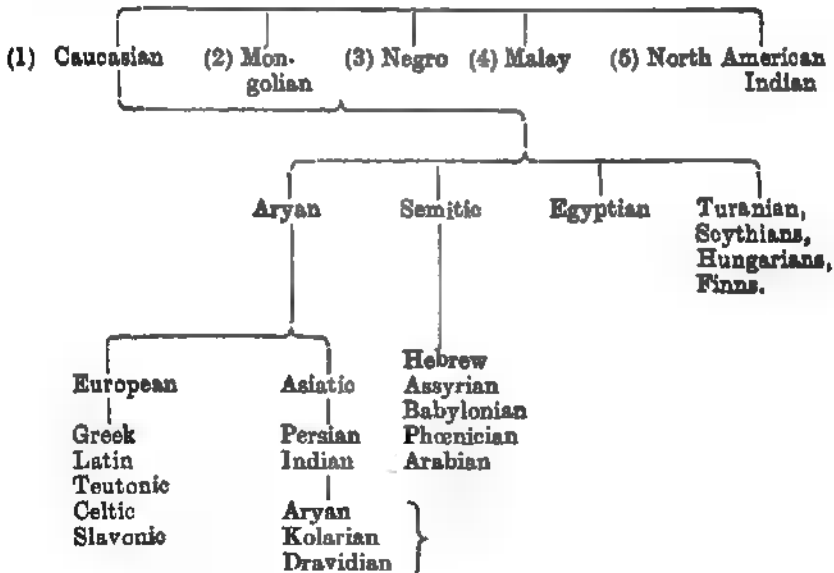 (1) Caucasian (2) Mon- (3) Negro (4) Malay (5) North American
golian Indian
Aryan Semitic Egyptian Turanian,
Scythians,
Hungarians,
Finns.
European Asiatic Hebrew
Assyrian
Babylonian
Greek Persian Phœnician
Latin Indian Arabian
Teutonic
Celtic Aryan
Slavonic Kolarian
Dravidian